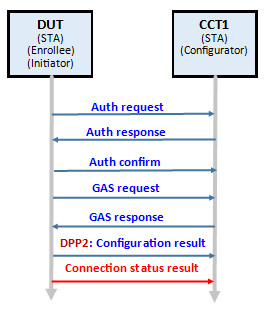 DUT
(STA)
(Enrollee)
(Initiator)
CCT1
(STA)
(Configurator)
Auth request
Auth response
Auth confirm
GAS request
GAS response
DPP2: Configuration result
Connection status result